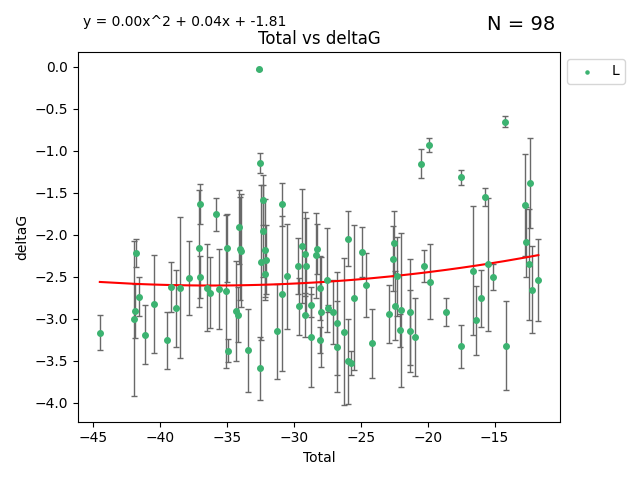 y = 0.00x^2 + 0.04x + -1.81
N = 98
Total vs deltaG
L
deltaG
0.0
−0.5
−1.0
−1.5
−2.0
−2.5
−3.0
−3.5
−4.0
−45
−40
−35
−30
−25
−20
−15
Total